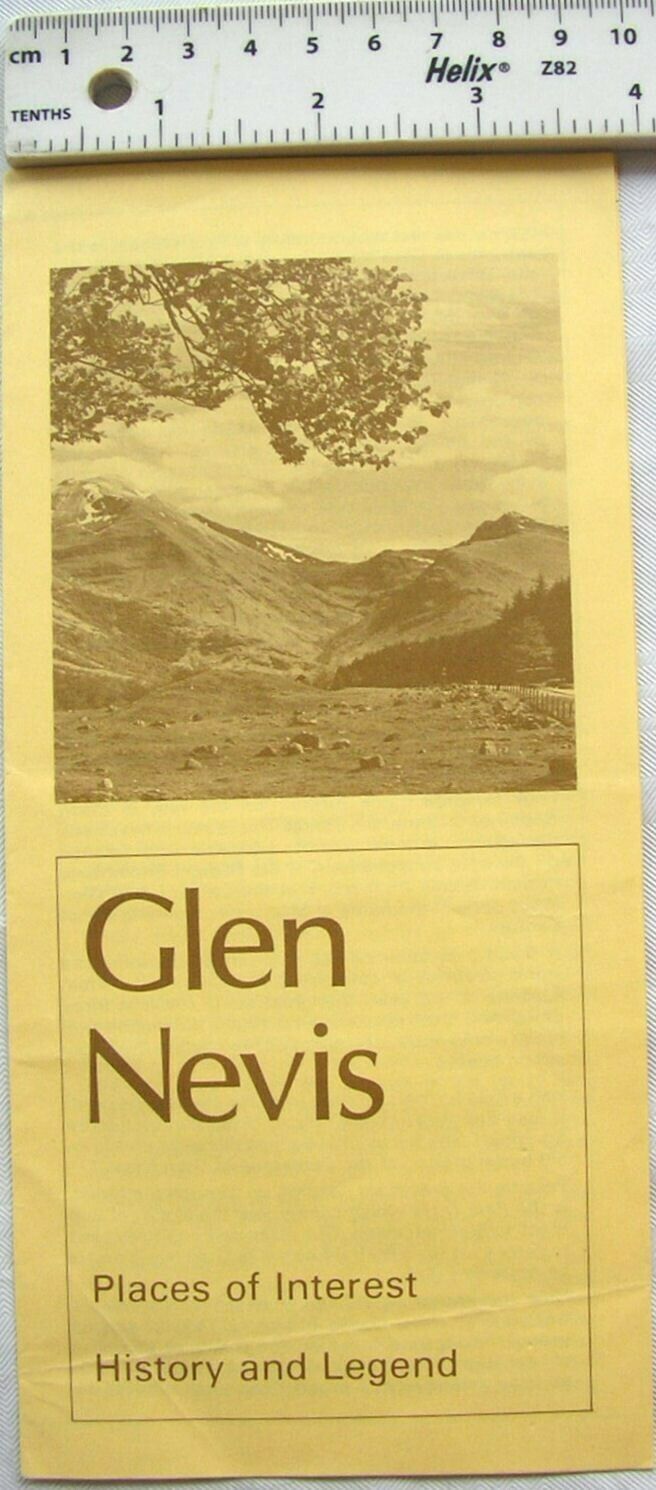 cm 1 2 3 4 5 6 7 8 9 10
Helix® Z82
TENTHS 1 2 3 4
Glen
Nevis
Places of Interest
History and Legend